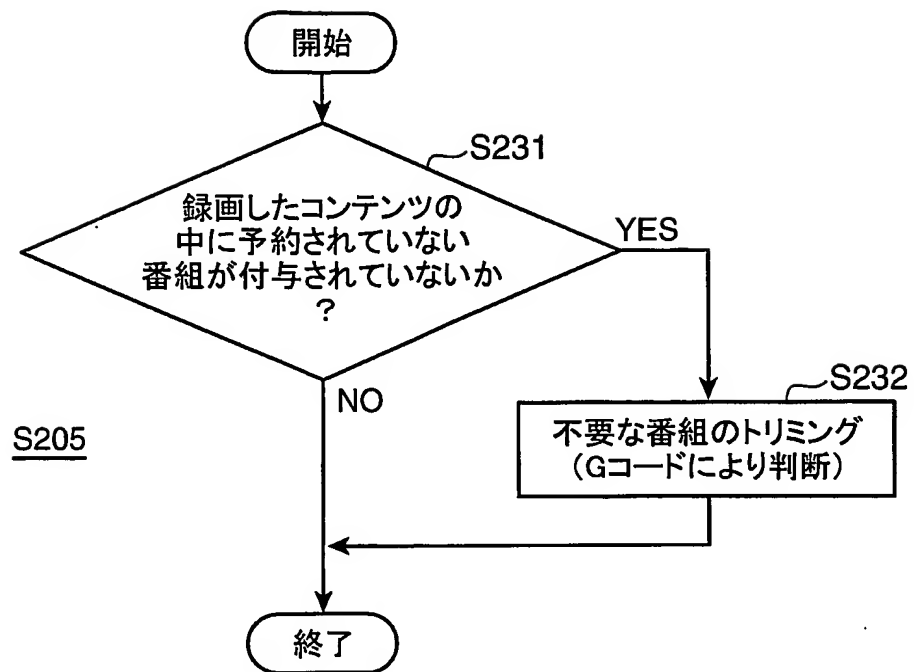 開始
S231
録画したコンテンツの
中に予約されていない
番組が付与されていないか
?
YES
NO
S232
不要な番組のトリミング
(Gコードにより判断)
S205
終了